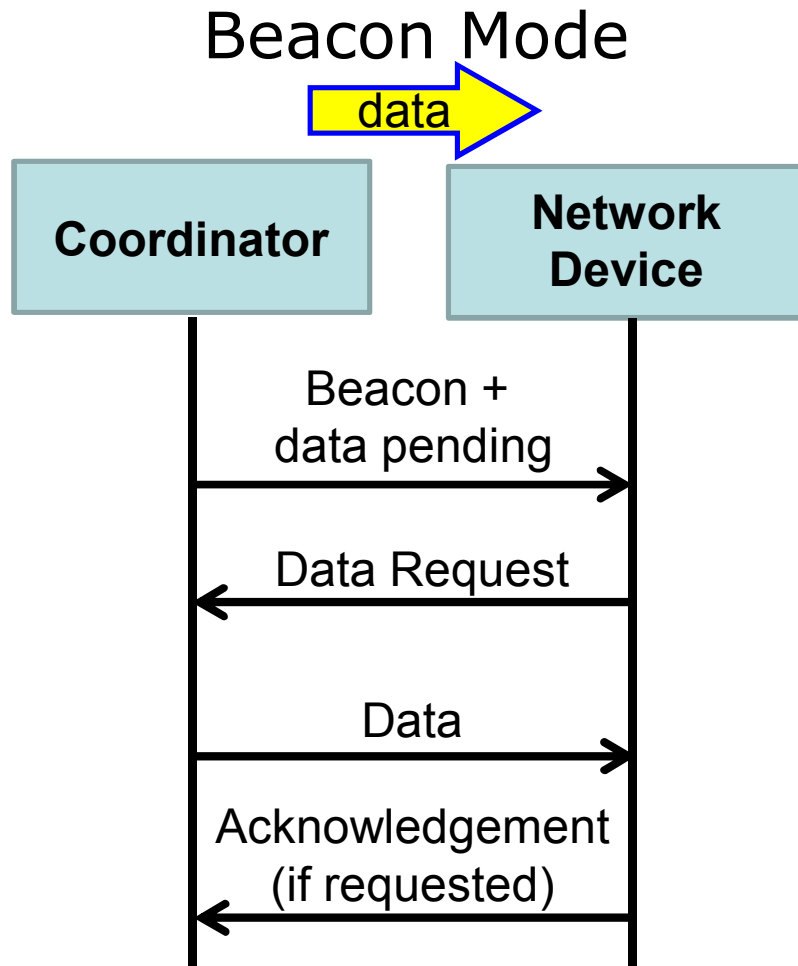 Beacon Mode
data
Coordinator
Network
Device
Beacon +
data pending
Data Request
Data
Acknowledgement
(if requested)